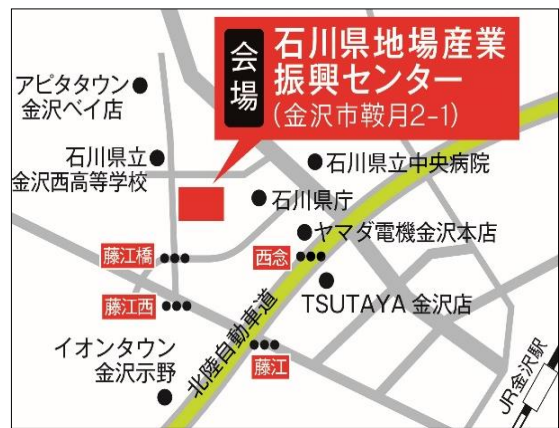 会場
石川県地場産業
振興センター
(金沢市鞍月2-1)
アピタタウン
金沢ベイ店
石川県立
金沢西高等学校
石川県立中央病院
石川県庁
ヤマダ電機金沢本店
藤江橋
西念
藤江西
TSUTAYA 金沢店
イオンタウン
金沢示野
北陸自動車道
藤江
JR金沢駅